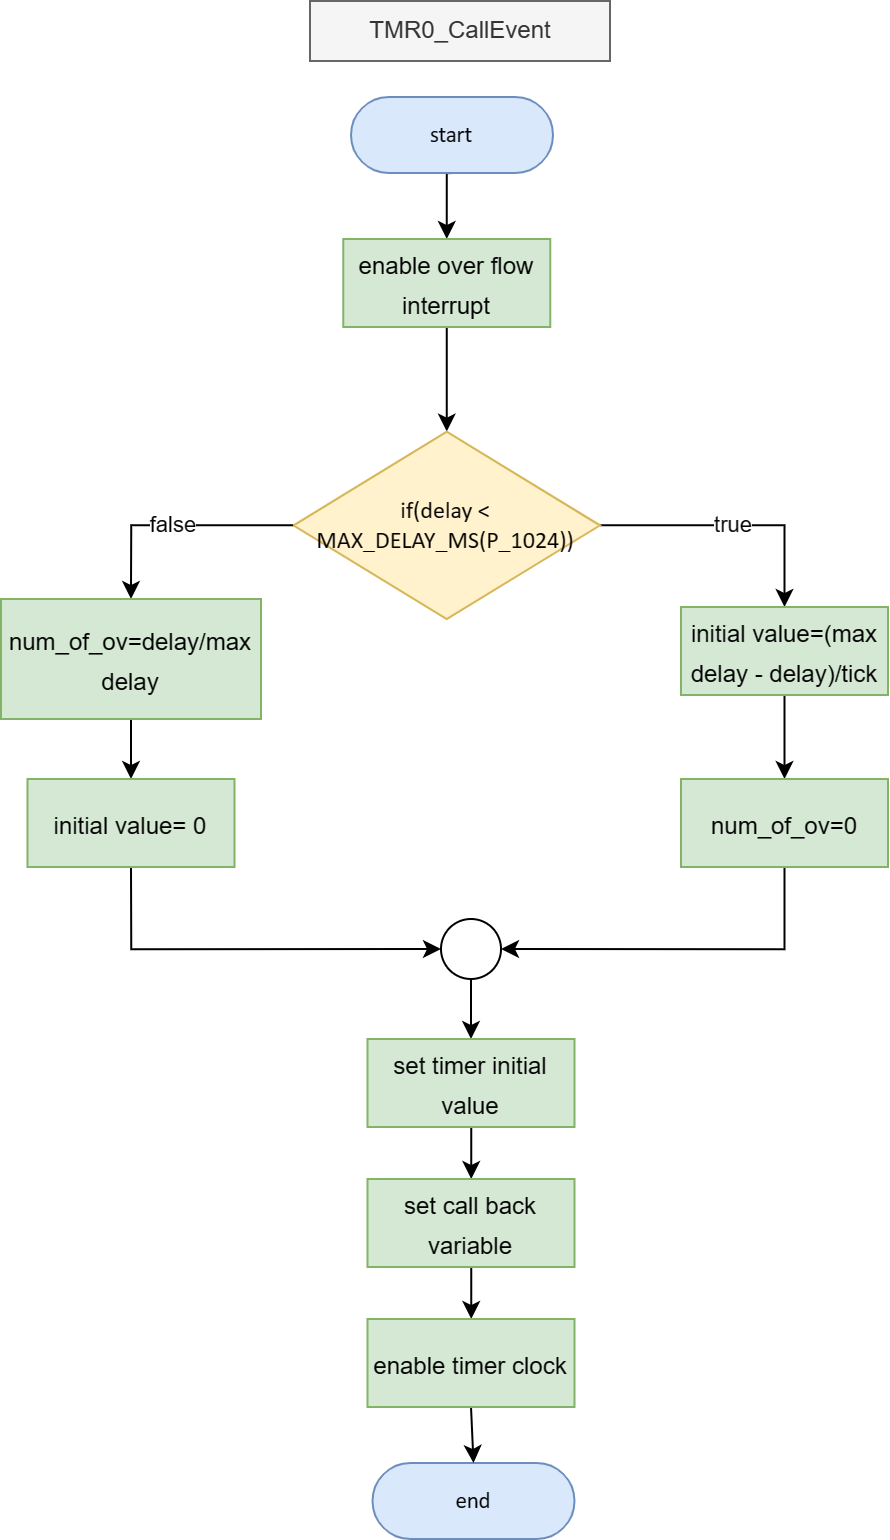 TMR0_CallEvent
start
enable over flow
interrupt
if(delay <
MAX_DELAY_MS(P_1024))
false
true
num_of_ov=delay/max
delay
initial value=(max
delay - delay)/tick
initial value= 0
num_of_ov=0
set timer initial
value
set call back
variable
enable timer clock
end